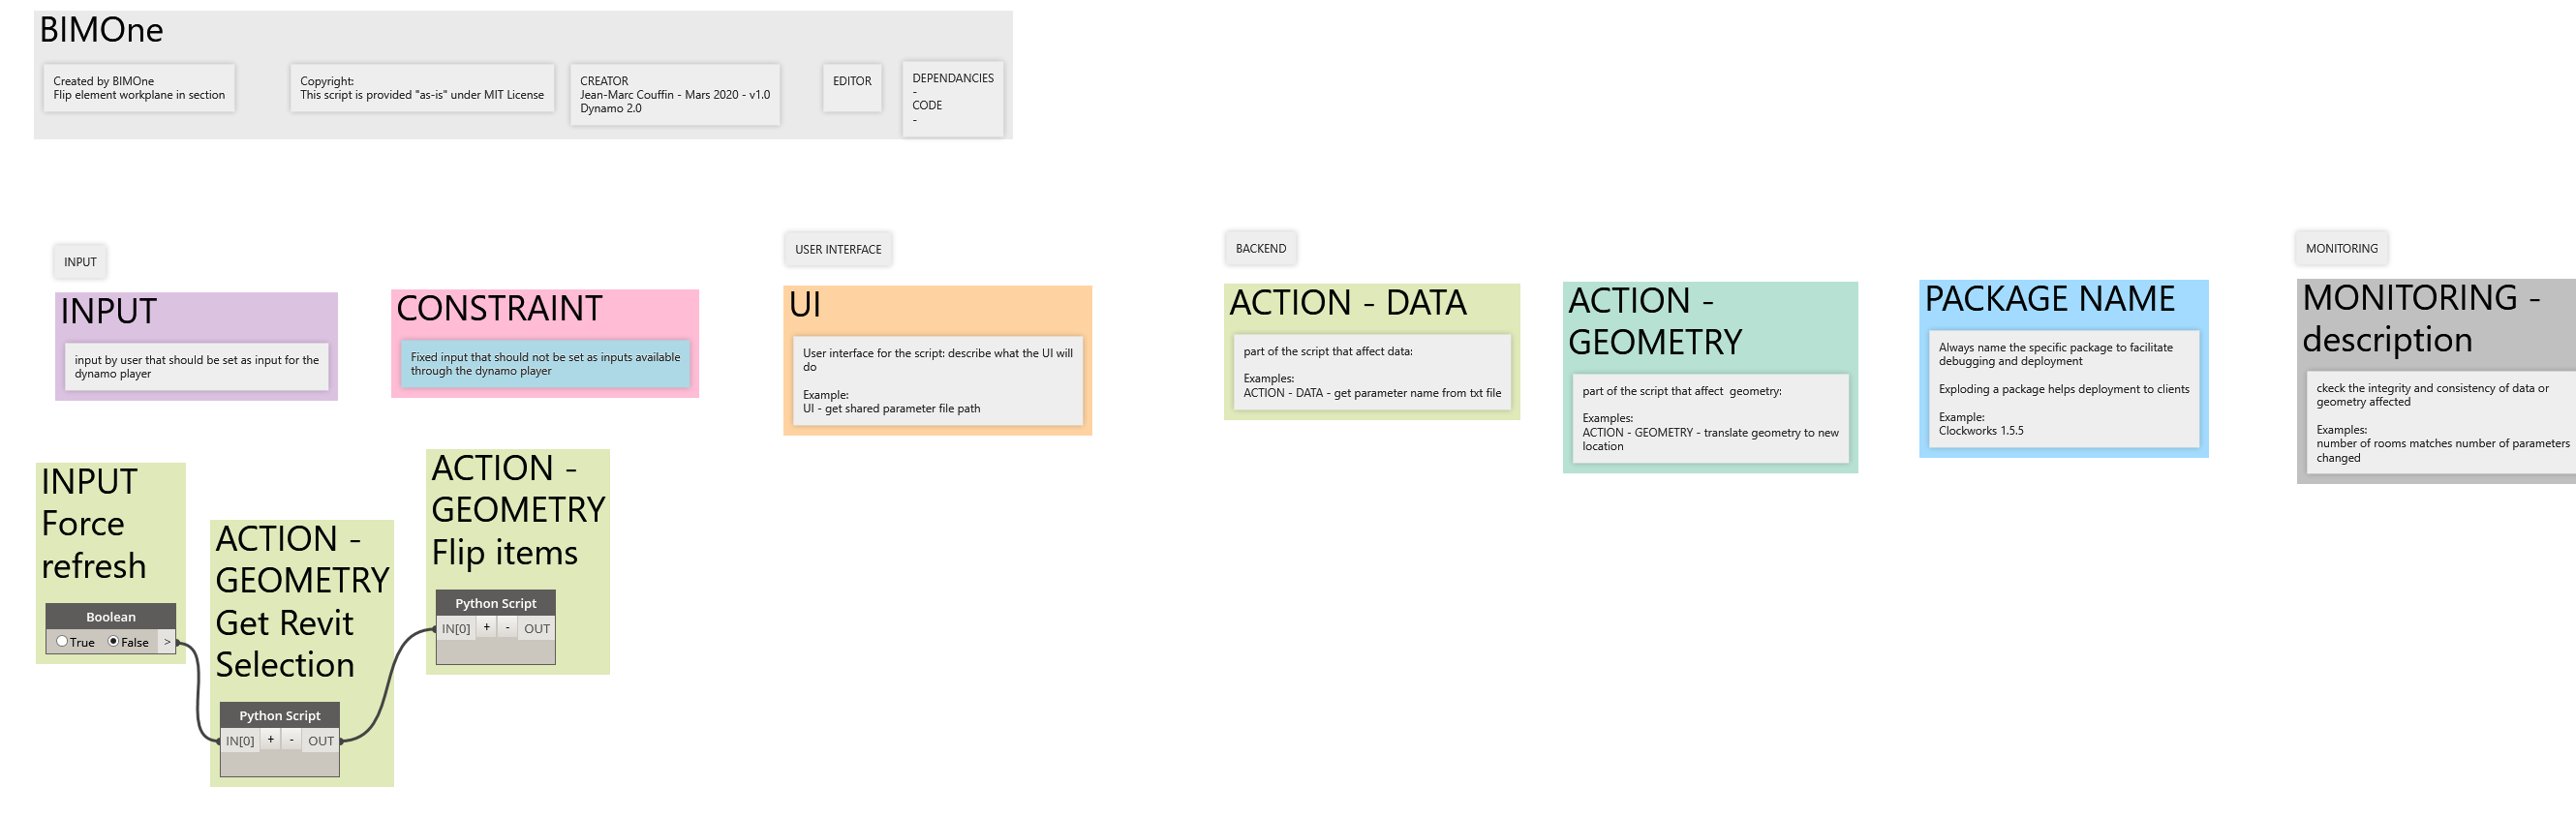 BIMOne
Created by BIMOne
Flip element workplane in section
Copyright:
This script is provided "as-is" under MIT License
CREATOR
Jean-Marc Couffin - Mars 2020 - v1.0
Dynamo 2.0
EDITOR
DEPENDANCIES
-
CODE
-
INPUT
USER INTERFACE
BACKEND
MONITORING
INPUT
input by user that should be set as input for the
dynamo player
CONSTRAINT
Fixed input that should not be set as inputs available
through the dynamo player
UI
User interface for the script: describe what the UI will
do
Example:
UI - get shared parameter file path
ACTION - DATA
part of the script that affect data:
Examples:
ACTION - DATA - get parameter name from txt file
ACTION -
GEOMETRY
part of the script that affect  geometry:
Examples:
ACTION - GEOMETRY - translate geometry to new
location
PACKAGE NAME
Always name the specific package to facilitate
debugging and deployment
Exploding a package helps deployment to clients
Example:
Clockworks 1.5.5
MONITORING -
description
ckeck the integrity and consistency of data or
geometry affected
Examples:
number of rooms matches number of parameters
changed
INPUT
Force
refresh
Boolean
True False >
ACTION -
GEOMETRY
Get Revit
Selection
Python Script
IN[0] + - OUT
ACTION -
GEOMETRY
Flip items
Python Script
IN[0] + - OUT